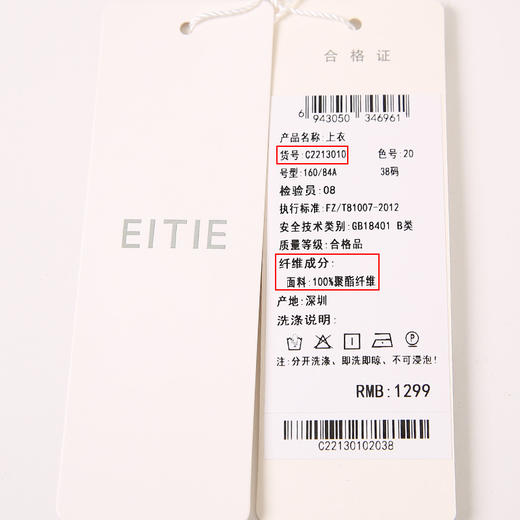 EITIE
合格证
6 943050 346961
产品名称:上衣
货号:C2213010 色号:20
号型:160/84A 38码
检验员:08
执行标准:FZ/T81007-2012
安全技术类别:GB18401 B类
质量等级:合格品
纤维成分:
面料:100%聚酯纤维
产地:深圳
洗涤说明:
P
注:分开洗涤、即洗即晾、不可浸泡!
RMB:1299
C22130102038